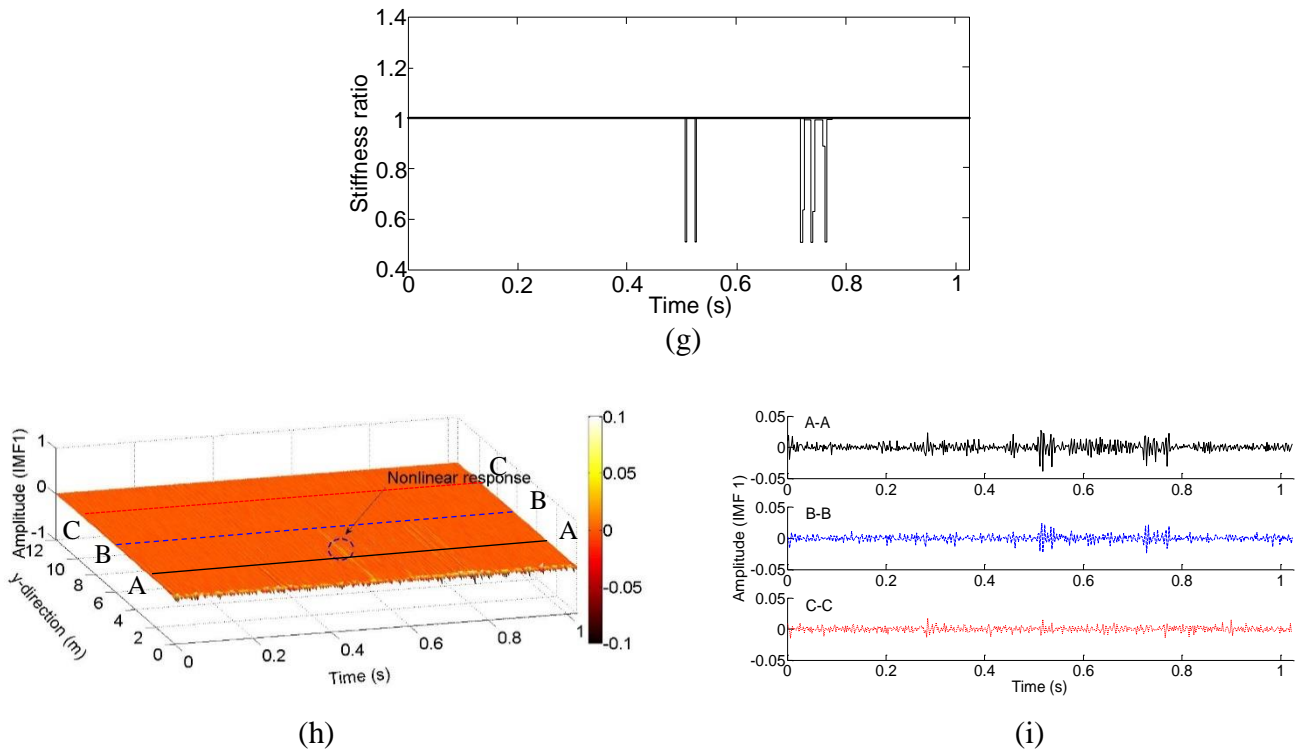 1.4
1.2
1
0.8
0.6
0.4
Stiffness ratio
0 0.2 0.4 0.6 0.8 1
Time (s)
(g)
1
0
-1
Amplitude (IMF1)
12
10
8
6
4
2
0
y-direction (m)
0 0.2 0.4 0.6 0.8 1
Time (s)
C
B
A
Nonlinear response
C
B
A
0.1
0.05
0
-0.05
-0.1
(h)
0.05
0
-0.05
A-A
0 0.2 0.4 0.6 0.8 1
0.05
0
-0.05
B-B
0 0.2 0.4 0.6 0.8 1
0.05
0
-0.05
C-C
0 0.2 0.4 0.6 0.8 1
Amplitude (IMF 1)
Time (s)
(i)